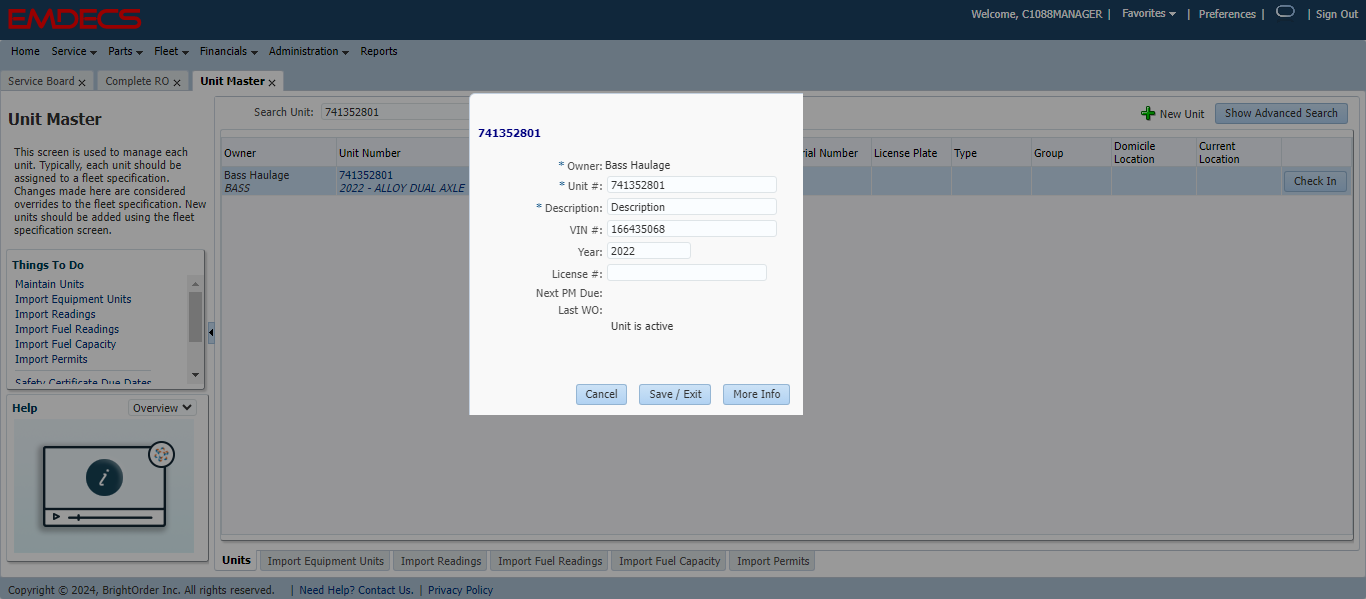 EMDECS
Welcome, C1088MANAGER | Favorites | Preferences | | Sign Out
Home Service Parts Fleet Financials Administration Reports
Service Board x Complete RO x Unit Master x
Unit Master
This screen is used to manage each
unit. Typically, each unit should be
assigned to a fleet specification.
Changes made here are considered
overrides to the fleet specification. New
units should be added using the fleet
specification screen.
Things To Do
Maintain Units
Import Equipment Units
Import Readings
Import Fuel Readings
Import Fuel Capacity
Import Permits
Safety Certificate Due Dates
Help Overview
i
Search Unit: 741352801
New Unit Show Advanced Search
Owner Unit Number rial Number License Plate Type Group Domicile Location Current Location
Bass Haulage 741352801
BASS 2022 - ALLOY DUAL AXLE
Check In
741352801
* Owner: Bass Haulage
* Unit #: 741352801
* Description: Description
VIN #: 166435068
Year: 2022
License #:
Next PM Due:
Last WO:
Unit is active
Cancel Save / Exit More Info
Units Import Equipment Units Import Readings Import Fuel Readings Import Fuel Capacity Import Permits
Copyright © 2024, BrightOrder Inc. All rights reserved. | Need Help? Contact Us. | Privacy Policy